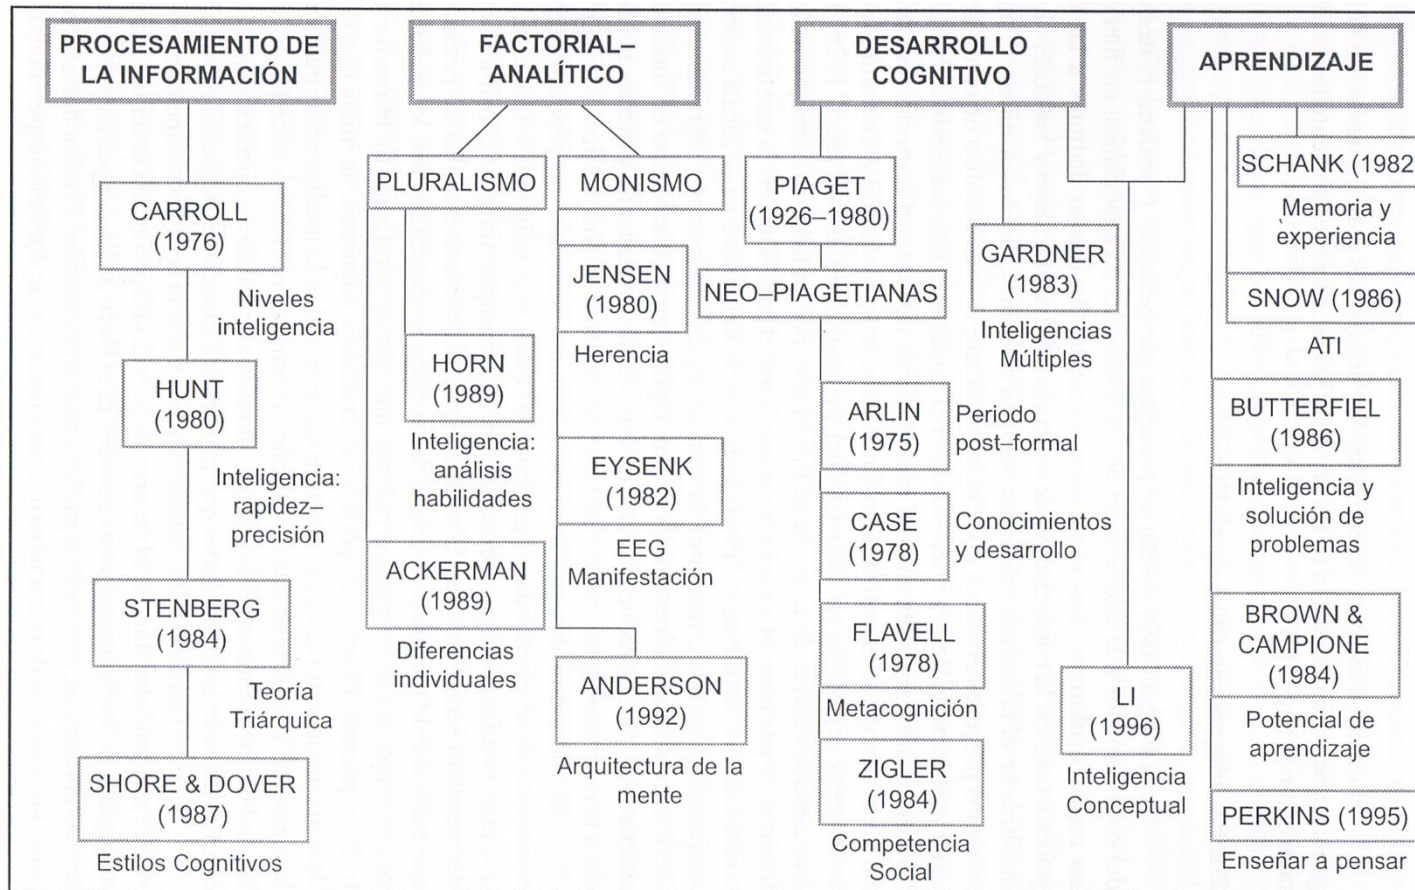 PROCESAMIENTO DE
LA INFORMACIÓN
CARROLL
(1976)
Niveles
inteligencia
HUNT
(1980)
Inteligencia:
rapidez–
precisión
STENBERG
(1984)
Teoría
Triárquica
SHORE & DOVER
(1987)
Estilos Cognitivos
FACTORIAL–
ANALÍTICO
PLURALISMO
HORN
(1989)
Inteligencia:
análisis
habilidades
ACKERMAN
(1989)
Diferencias
individuales
MONISMO
JENSEN
(1980)
Herencia
EYSENK
(1982)
EEG
Manifestación
ANDERSON
(1992)
Arquitectura de la
mente
DESARROLLO
COGNITIVO
PIAGET
(1926–1980)
NEO–PIAGETIANAS
ARLIN
(1975)
Periodo
post–formal
CASE
(1978)
Conocimientos
y desarrollo
FLAVELL
(1978)
Metacognición
ZIGLER
(1984)
Competencia
Social
GARDNER
(1983)
Inteligencias
Múltiples
LI
(1996)
Inteligencia
Conceptual
APRENDIZAJE
SCHANK (1982
Memoria y
experiencia
SNOW (1986)
ATI
BUTTERFIEL
(1986)
Inteligencia y
solución de
problemas
BROWN &
CAMPIONE
(1984)
Potencial de
aprendizaje
PERKINS (1995)
Enseñar a pensar